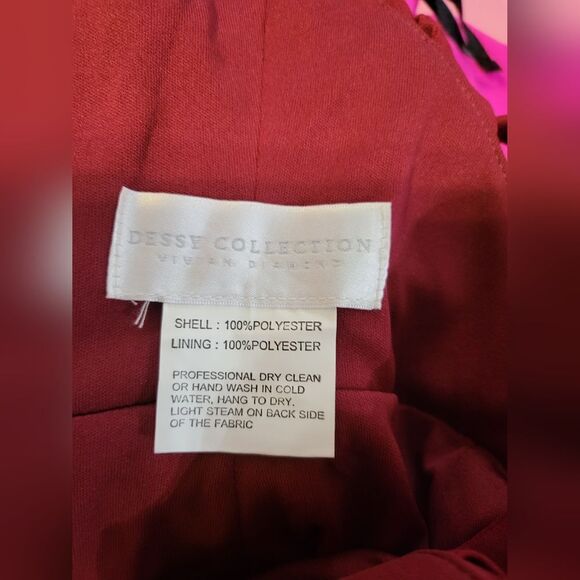 DESSY COLLECTION
VIVIAN DIAMOND
SHELL : 100%POLYESTER
LINING : 100%POLYESTER
PROFESSIONAL DRY CLEAN
OR HAND WASH IN COLD
WATER, HANG TO DRY.
LIGHT STEAM ON BACK SIDE
OF THE FABRIC